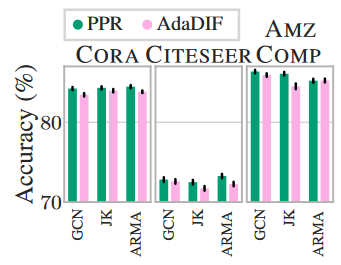 PPR AdaDIF
AMZ
CORA CITESEER COMP
Accuracy (%)
80
70
GCN JK ARMA GCN JK ARMA GCN JK ARMA